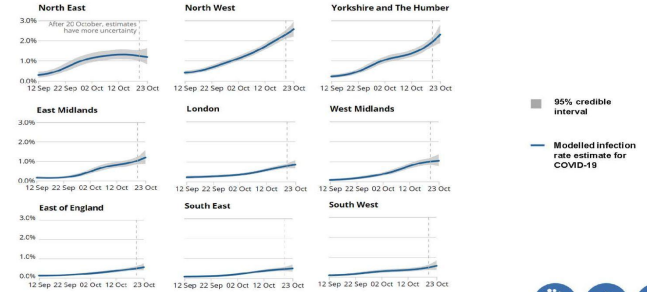 North East
North West
Yorkshire and The Humber
3.0%
After 20 October, estimates
have more uncertainty
2.0%
1.0%
0.0%
12 Sep 22 Sep 02 Oct 12 Oct 23 Oct
12 Sep 22 Sep 02 Oct 12 Oct 23 Oct
12 Sep 22 Sep 02 Oct 12 Oct 23 Oct
East Midlands
London
West Midlands
3.0%
2.0%
1.0%
0.0%
12 Sep 22 Sep 02 Oct 12 Oct 23 Oct
12 Sep 22 Sep 02 Oct 12 Oct 23 Oct
12 Sep 22 Sep 02 Oct 12 Oct 23 Oct
East of England
South East
South West
3.0%
2.0%
1.0%
0.0%
12 Sep 22 Sep 02 Oct 12 Oct 23 Oct
12 Sep 22 Sep 02 Oct 12 Oct 23 Oct
12 Sep 22 Sep 02 Oct 12 Oct 23 Oct
95% credible
interval
Modelled infection
rate estimate for
COVID-19